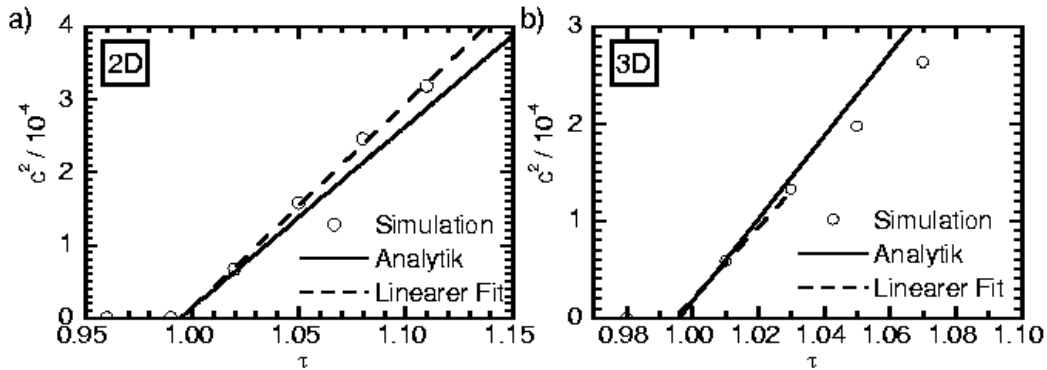 a)
2D
c² / 10⁻⁴
4
3
2
1
0
0.95
1.00
1.05
1.10
1.15
τ
Simulation
Analytik
Linearer Fit
b)
3D
c² / 10⁻⁴
3
2
1
0
0.98
1.00
1.02
1.04
1.06
1.08
1.10
τ
Simulation
Analytik
Linearer Fit